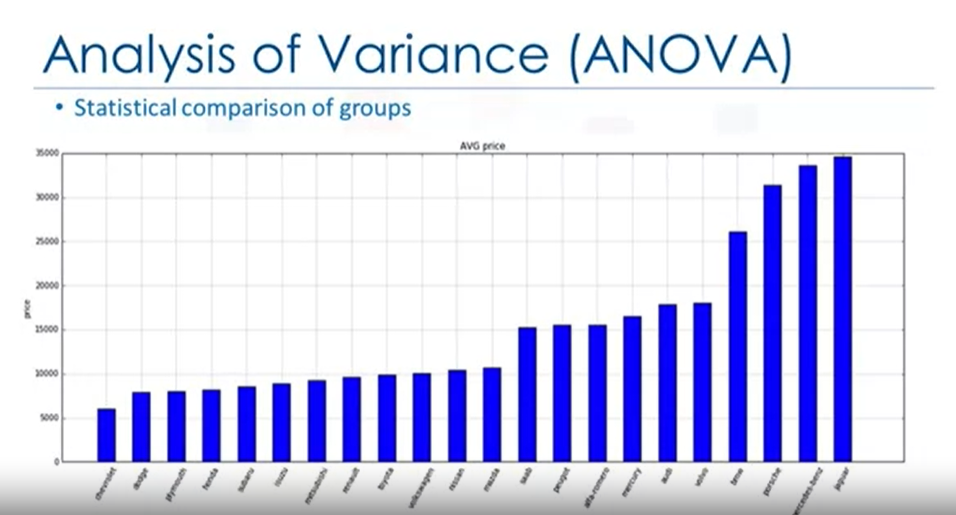 Analysis of Variance (ANOVA)
• Statistical comparison of groups
AVG price
35000
30000
25000
20000
15000
10000
5000
0
price
chevrolet
dodge
plymouth
honda
subaru
isuzu
mitsubishi
renault
toyota
volkswagen
nissan
mazda
saab
peugot
alfa-romero
mercury
audi
volvo
bmw
porsche
mercedes-benz
jaguar